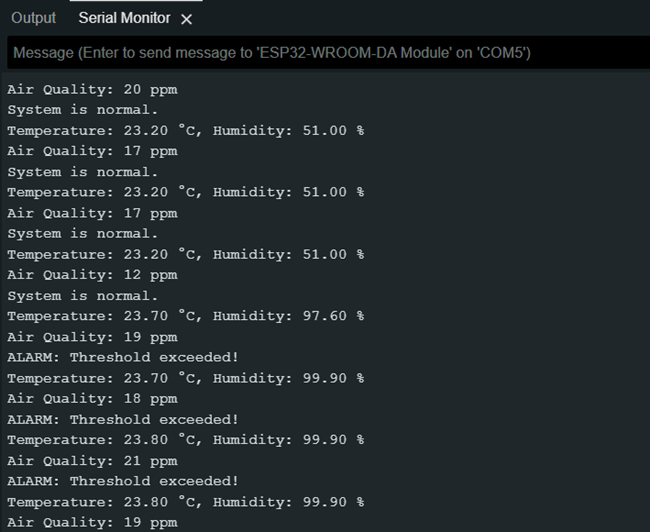 Output
Serial Monitor
Message (Enter to send message to 'ESP32-WROOM-DA Module' on 'COM5')
Air Quality: 20 ppm
System is normal.
Temperature: 23.20 °C, Humidity: 51.00 %
Air Quality: 17 ppm
System is normal.
Temperature: 23.20 °C, Humidity: 51.00 %
Air Quality: 17 ppm
System is normal.
Temperature: 23.20 °C, Humidity: 51.00 %
Air Quality: 12 ppm
System is normal.
Temperature: 23.70 °C, Humidity: 97.60 %
Air Quality: 19 ppm
ALARM: Threshold exceeded!
Temperature: 23.70 °C, Humidity: 99.90 %
Air Quality: 18 ppm
ALARM: Threshold exceeded!
Temperature: 23.80 °C, Humidity: 99.90 %
Air Quality: 21 ppm
ALARM: Threshold exceeded!
Temperature: 23.80 °C, Humidity: 99.90 %
Air Quality: 19 ppm